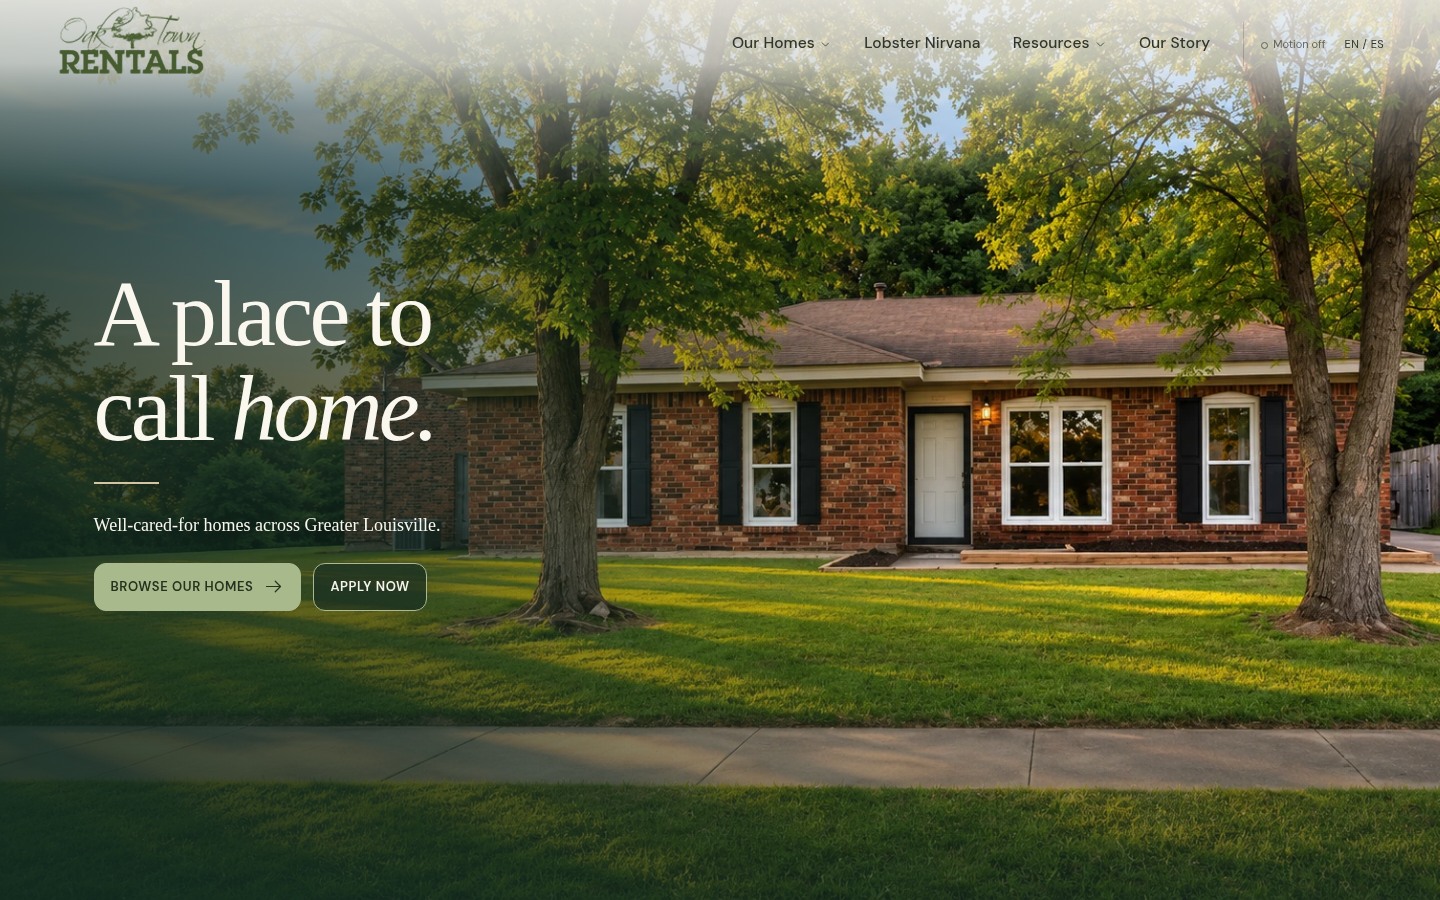 Oak Town
RENTALS
Our Homes
Lobster Nirvana
Resources
Our Story
Motion off
EN / ES
A place to
call home.
Well-cared-for homes across Greater Louisville.
BROWSE OUR HOMES
APPLY NOW